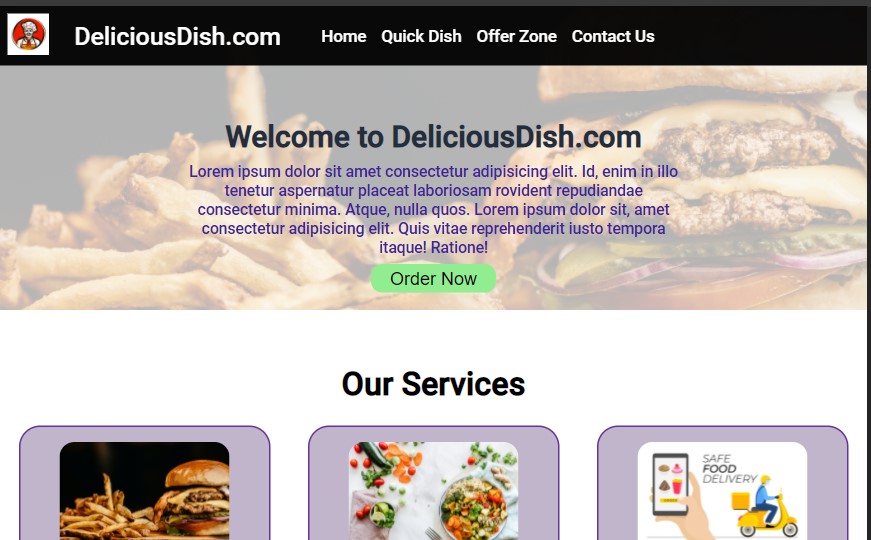 DeliciousDish.com
Home Quick Dish Offer Zone Contact Us
Welcome to DeliciousDish.com
Lorem ipsum dolor sit amet consectetur adipisicing elit. Id, enim in illo
tenetur aspernatur placeat laboriosam rovident repudiandae
consectetur minima. Atque, nulla quos. Lorem ipsum dolor sit, amet
consectetur adipisicing elit. Quis vitae reprehenderit iusto tempora
itaque! Ratione!
Order Now
Our Services
SAFE
FOOD
DELIVERY